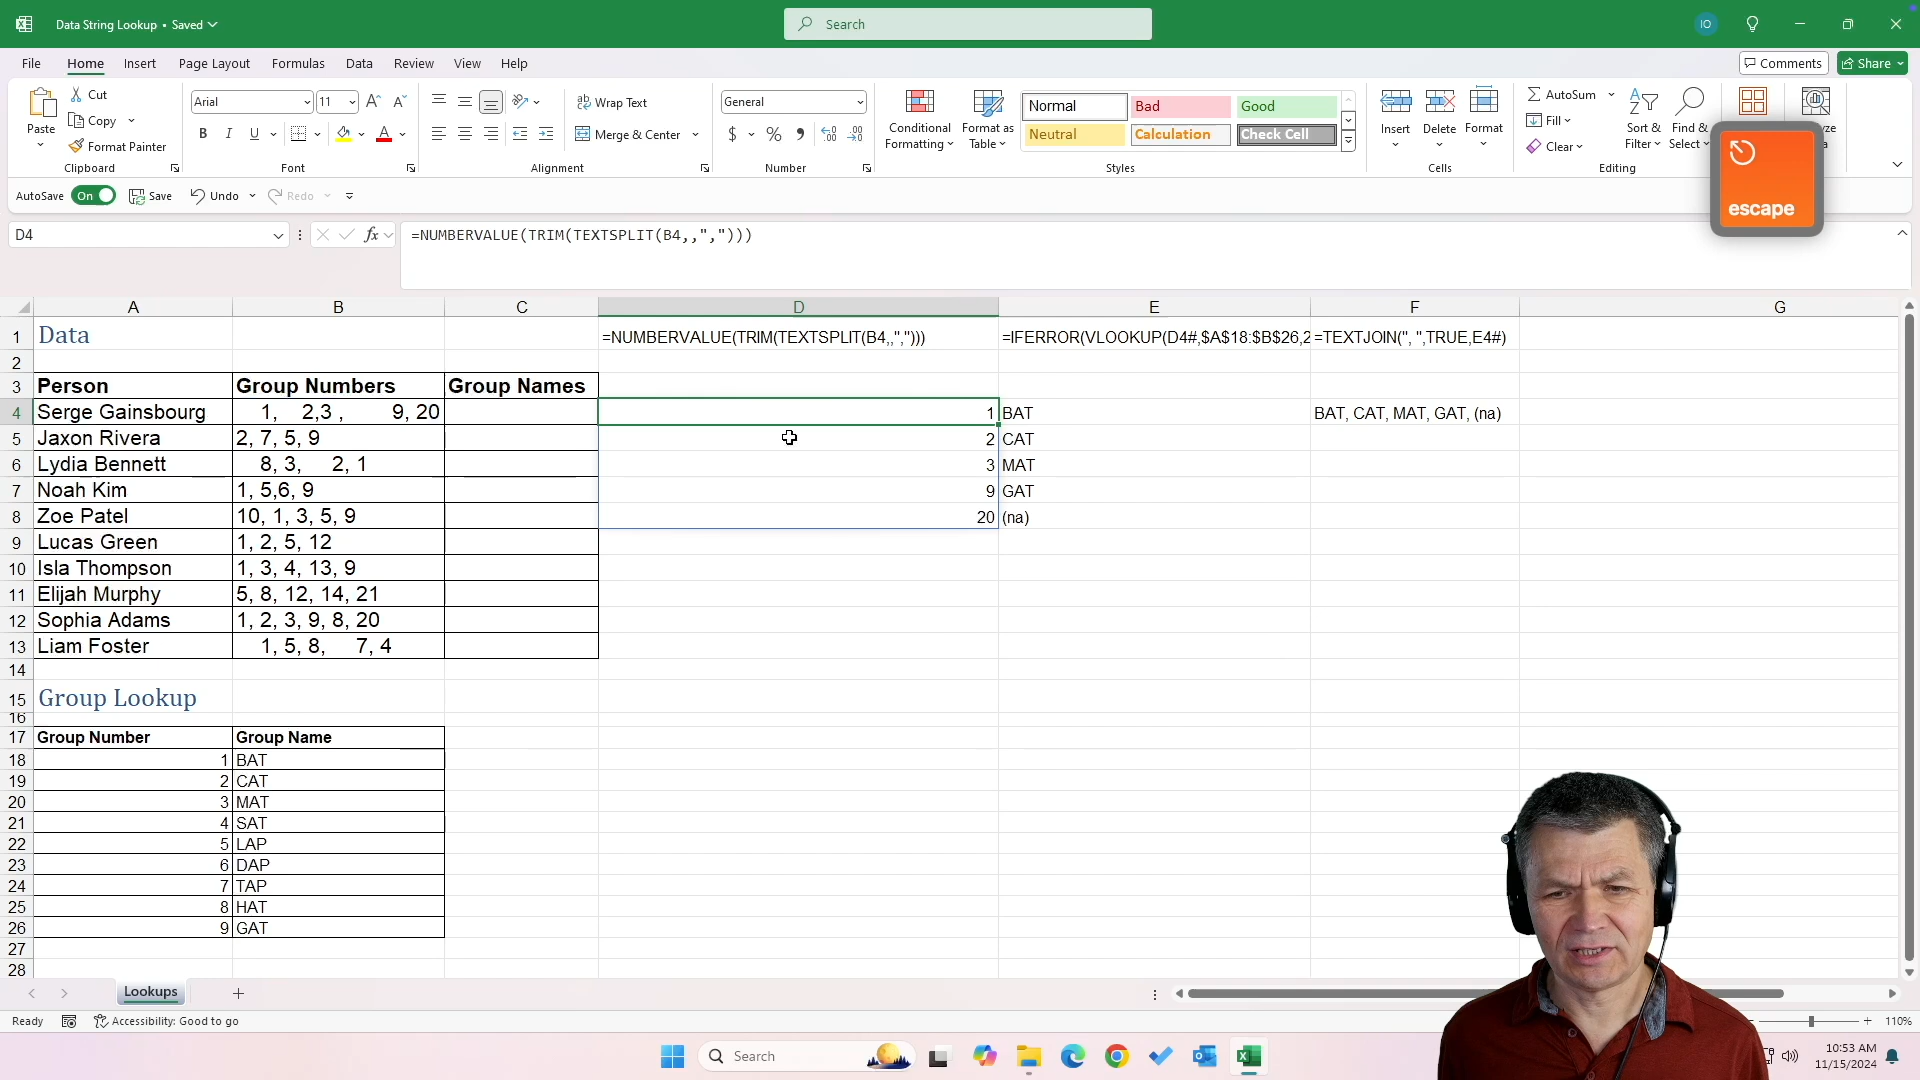 Data String Lookup • Saved
Search
IO
File Home Insert Page Layout Formulas Data Review View Help
Comments
Share
Paste
Cut
Copy
Format Painter
Clipboard
Arial
11
B I U
Font
Wrap Text
Merge & Center
Alignment
General
$ % ,
Number
Conditional Formatting
Format as Table
Normal Bad Good
Neutral Calculation Check Cell
Styles
Insert
Delete
Format
Cells
AutoSum
Fill
Clear
Sort & Filter
Find & Select
Editing
escape
AutoSave On Save Undo Redo
D4
fx
=NUMBERVALUE(TRIM(TEXTSPLIT(B4,,",")))
A B C D E F G
1 Data =NUMBERVALUE(TRIM(TEXTSPLIT(B4,,","))) =IFERROR(VLOOKUP(D4#,$A$18:$B$26,2 =TEXTJOIN(", ",TRUE,E4#)
2
3 Person Group Numbers Group Names
4 Serge Gainsbourg 1, 2,3 , 9, 20 1 BAT BAT, CAT, MAT, GAT, (na)
5 Jaxon Rivera 2, 7, 5, 9 2 CAT
6 Lydia Bennett 8, 3, 2, 1 3 MAT
7 Noah Kim 1, 5,6, 9 9 GAT
8 Zoe Patel 10, 1, 3, 5, 9 20 (na)
9 Lucas Green 1, 2, 5, 12
10 Isla Thompson 1, 3, 4, 13, 9
11 Elijah Murphy 5, 8, 12, 14, 21
12 Sophia Adams 1, 2, 3, 9, 8, 20
13 Liam Foster 1, 5, 8, 7, 4
14
15 Group Lookup
16
17 Group Number Group Name
18 1 BAT
19 2 CAT
20 3 MAT
21 4 SAT
22 5 LAP
23 6 DAP
24 7 TAP
25 8 HAT
26 9 GAT
27
28
Lookups
Ready Accessibility: Good to go
110%
Search
10:53 AM
11/15/2024